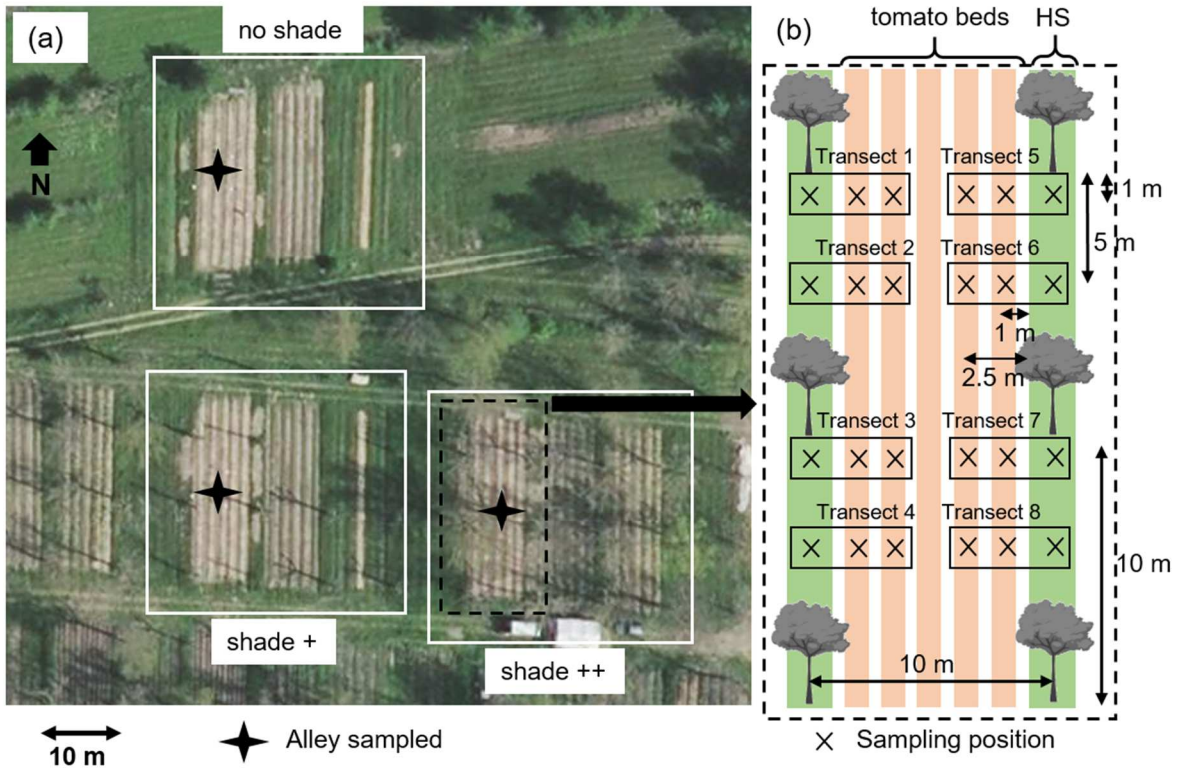 (a)
no shade
N
shade +
shade ++
10 m
Alley sampled
(b)
tomato beds
HS
Transect 1
Transect 5
1 m
5 m
Transect 2
Transect 6
1 m
2.5 m
Transect 3
Transect 7
Transect 4
Transect 8
10 m
10 m
Sampling position